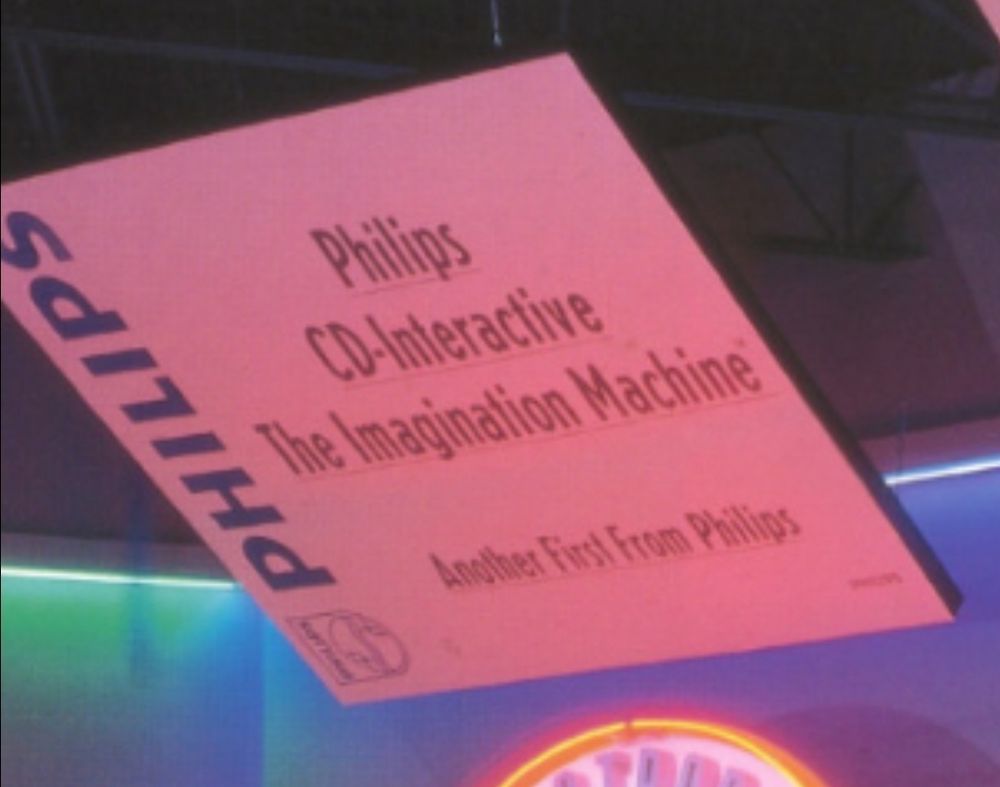 PHILIPS
Philips
CD-Interactive
The Imagination Machine
Another First From Philips